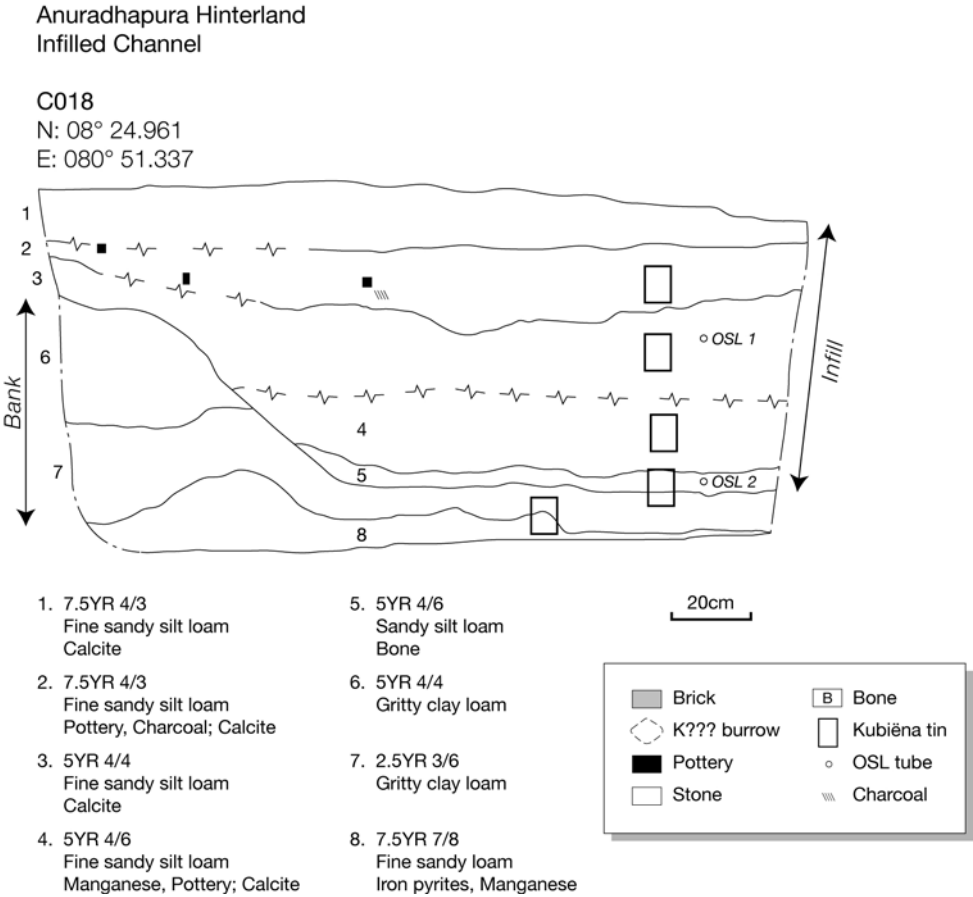 Anuradhapura Hinterland
Infilled Channel
C018
N: 08° 24.961
E: 080° 51.337
1
2
3
6
7
Bank
4
5
8
OSL 1
OSL 2
Infill
1. 7.5YR 4/3
Fine sandy silt loam
Calcite
2. 7.5YR 4/3
Fine sandy silt loam
Pottery, Charcoal; Calcite
3. 5YR 4/4
Fine sandy silt loam
Calcite
4. 5YR 4/6
Fine sandy silt loam
Manganese, Pottery; Calcite
5. 5YR 4/6
Sandy silt loam
Bone
6. 5YR 4/4
Gritty clay loam
7. 2.5YR 3/6
Gritty clay loam
8. 7.5YR 7/8
Fine sandy loam
Iron pyrites, Manganese
20cm
Brick
K??? burrow
Pottery
Stone
B Bone
Kubiëna tin
OSL tube
Charcoal